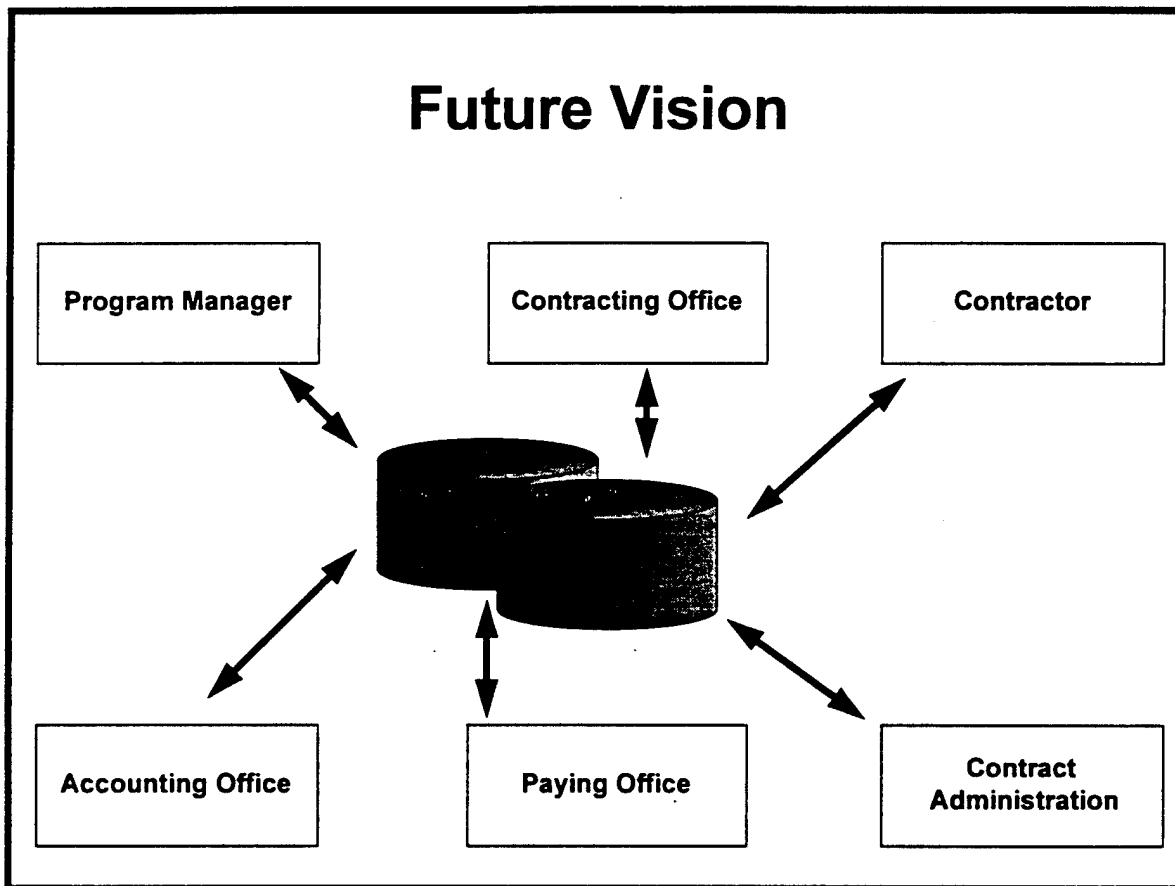 Future Vision
Program Manager
Contracting Office
Contractor
Accounting Office
Paying Office
Contract
Administration